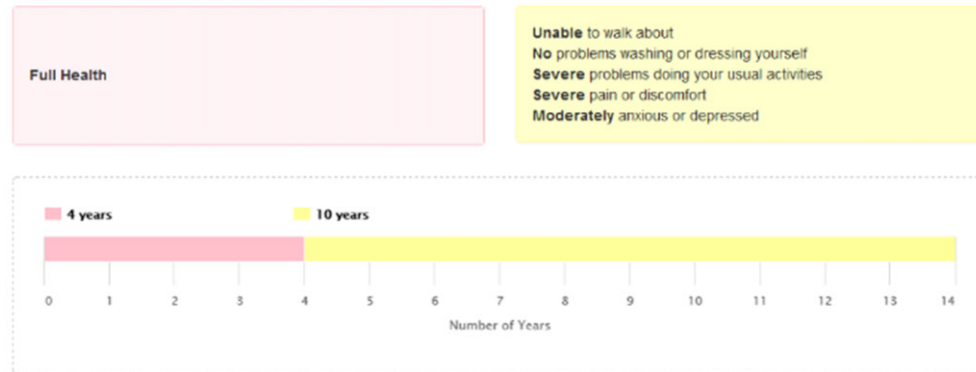 Full Health
Unable to walk about
No problems washing or dressing yourself
Severe problems doing your usual activities
Severe pain or discomfort
Moderately anxious or depressed
4 years 10 years
0 1 2 3 4 5 6 7 8 9 10 11 12 13 14
Number of Years